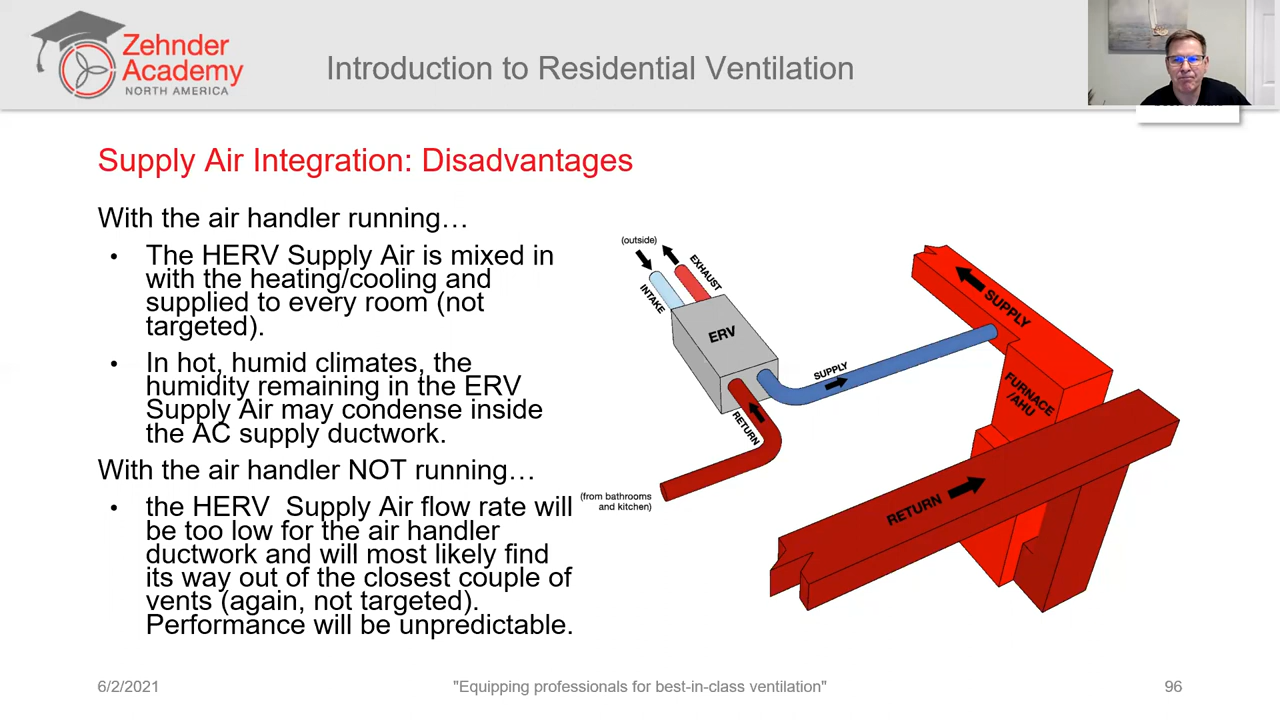 Zehnder
Academy
NORTH AMERICA
Introduction to Residential Ventilation
Supply Air Integration: Disadvantages
With the air handler running…
• The HERV Supply Air is mixed in
with the heating/cooling and
supplied to every room (not
targeted).
• In hot, humid climates, the
humidity remaining in the ERV
Supply Air may condense inside
the AC supply ductwork.
With the air handler NOT running…
• the HERV  Supply Air flow rate will
be too low for the air handler
ductwork and will most likely find
its way out of the closest couple of
vents (again, not targeted).
Performance will be unpredictable.
(outside)
EXHAUST
INTAKE
ERV
SUPPLY
RETURN
(from bathrooms
and kitchen)
SUPPLY
FURNACE
/AHU
RETURN
6/2/2021
"Equipping professionals for best-in-class ventilation"
96